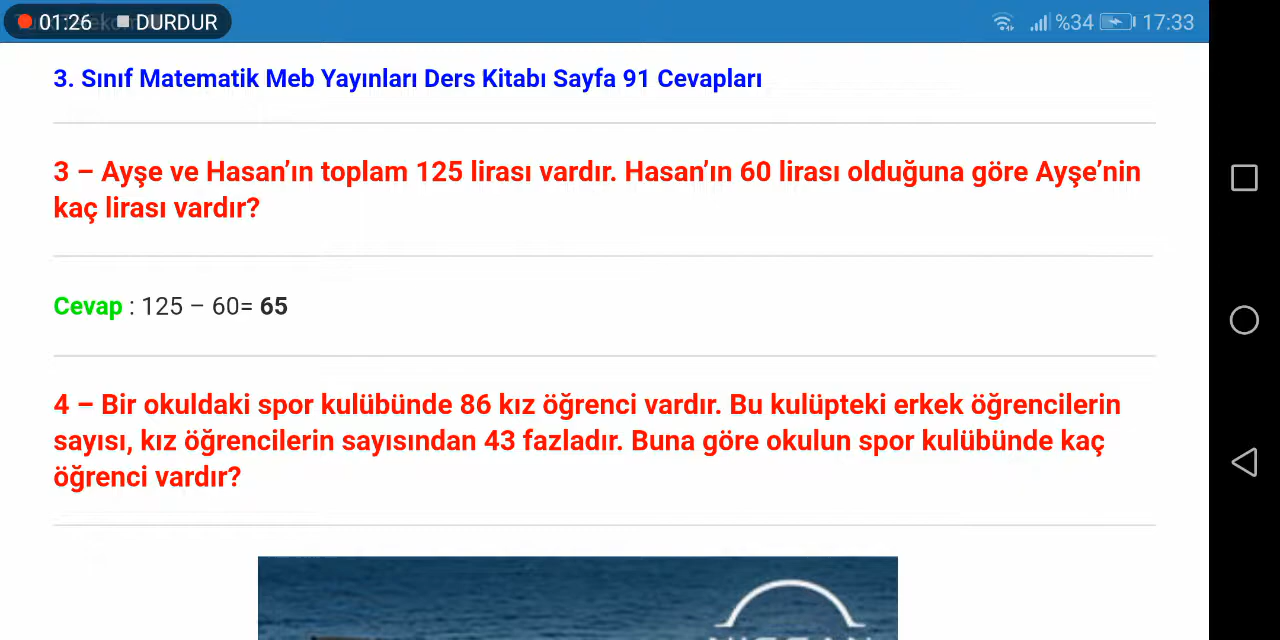 01:26 DURDUR %34 17:33
3. Sınıf Matematik Meb Yayınları Ders Kitabı Sayfa 91 Cevapları
3 – Ayşe ve Hasan’ın toplam 125 lirası vardır. Hasan’ın 60 lirası olduğuna göre Ayşe’nin
kaç lirası vardır?
Cevap : 125 – 60= 65
4 – Bir okuldaki spor kulübünde 86 kız öğrenci vardır. Bu kulüpteki erkek öğrencilerin
sayısı, kız öğrencilerin sayısından 43 fazladır. Buna göre okulun spor kulübünde kaç
öğrenci vardır?